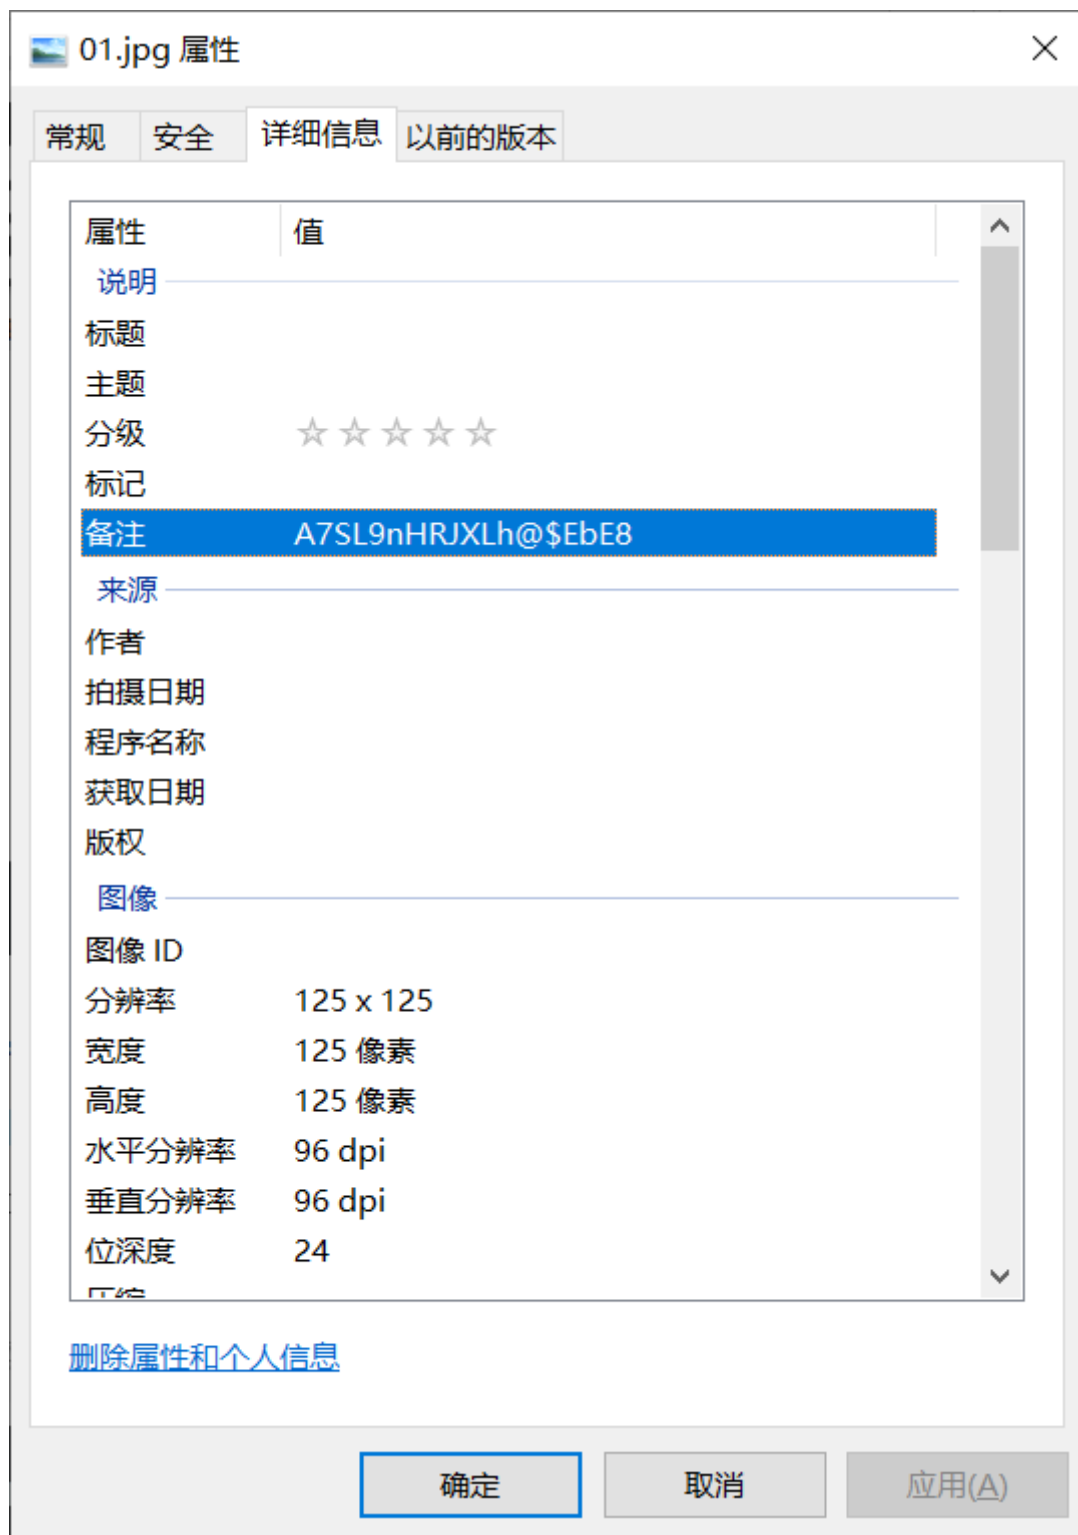 01.jpg 属性
常规 安全 详细信息 以前的版本
属性 值
说明
标题
主题
分级 ☆☆☆☆☆
标记
备注 A7SL9nHRJXLh@$EbE8
来源
作者
拍摄日期
程序名称
获取日期
版权
图像
图像 ID
分辨率 125 x 125
宽度 125 像素
高度 125 像素
水平分辨率 96 dpi
垂直分辨率 96 dpi
位深度 24
删除属性和个人信息
确定 取消 应用(A)